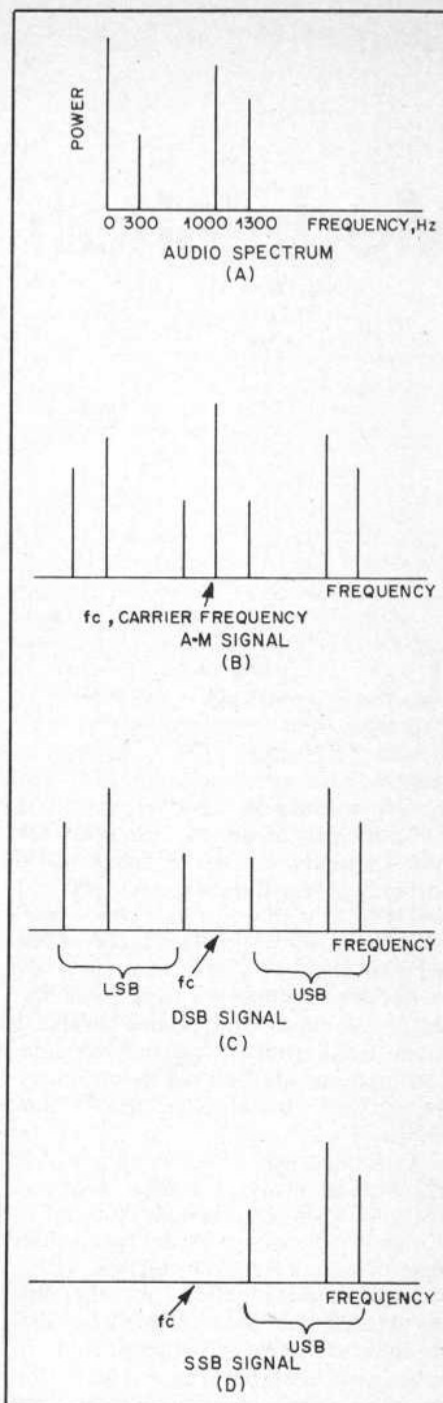 POWER
0 300 1000 1300 FREQUENCY, Hz
AUDIO SPECTRUM
(A)
FREQUENCY
fc, CARRIER FREQUENCY
A-M SIGNAL
(B)
FREQUENCY
LSB fc USB
DSB SIGNAL
(C)
FREQUENCY
fc USB
SSB SIGNAL
(D)